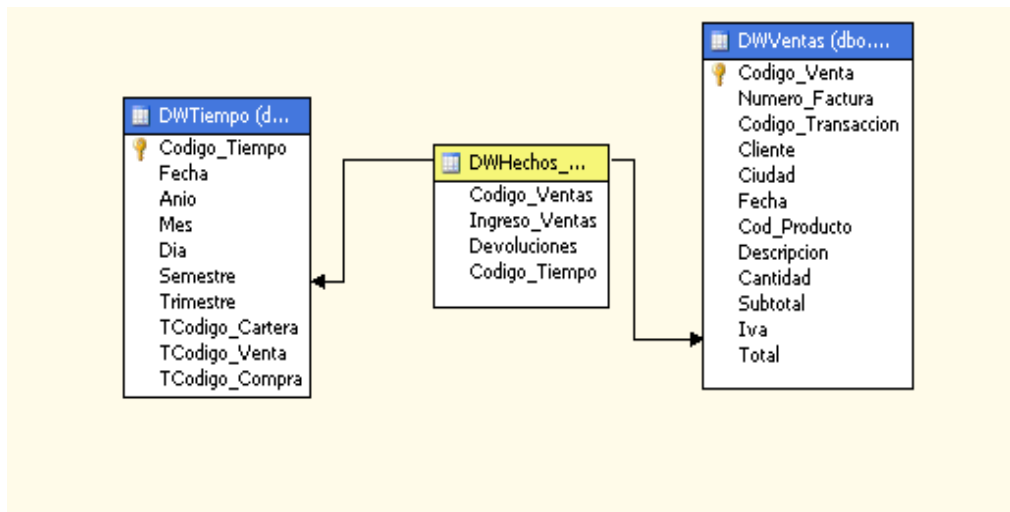 DWTiempo (d...
Codigo_Tiempo
Fecha
Anio
Mes
Dia
Semestre
Trimestre
TCodigo_Cartera
TCodigo_Venta
TCodigo_Compra
DWHechos_...
Codigo_Ventas
Ingreso_Ventas
Devoluciones
Codigo_Tiempo
DWVentas (dbo....
Codigo_Venta
Numero_Factura
Codigo_Transaccion
Cliente
Ciudad
Fecha
Cod_Producto
Descripcion
Cantidad
Subtotal
Iva
Total